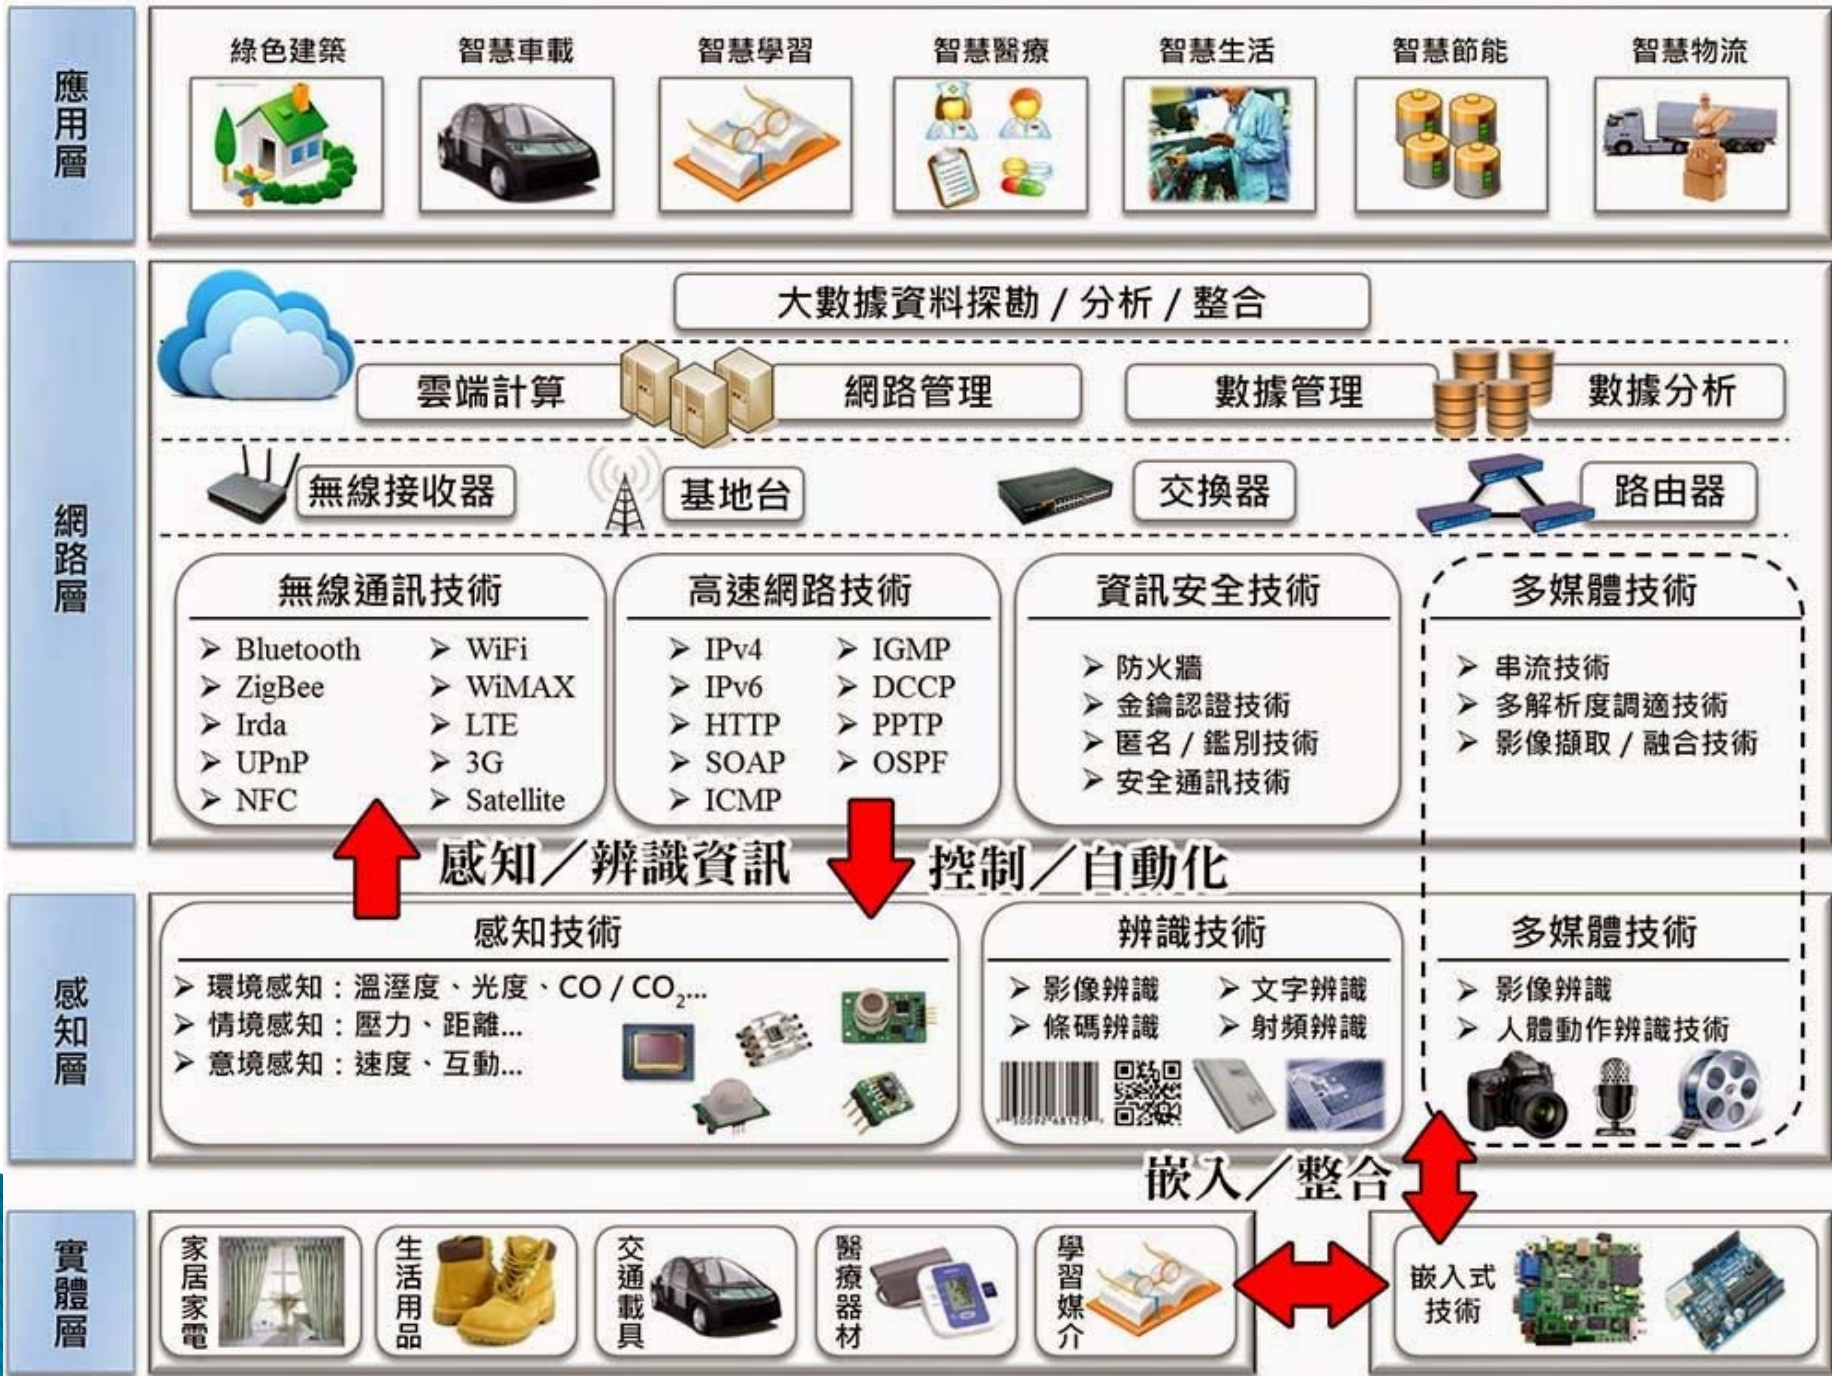 應用層
綠色建築
智慧車載
智慧學習
智慧醫療
智慧生活
智慧節能
智慧物流
網路層
大數據資料探勘 / 分析 / 整合
雲端計算
網路管理
數據管理
數據分析
無線接收器
基地台
交換器
路由器
無線通訊技術
➢ Bluetooth
➢ ZigBee
➢ Irda
➢ UPnP
➢ NFC
➢ WiFi
➢ WiMAX
➢ LTE
➢ 3G
➢ Satellite
高速網路技術
➢ IPv4
➢ IPv6
➢ HTTP
➢ SOAP
➢ ICMP
➢ IGMP
➢ DCCP
➢ PPTP
➢ OSPF
資訊安全技術
➢ 防火牆
➢ 金鑰認證技術
➢ 匿名 / 鑑別技術
➢ 安全通訊技術
多媒體技術
➢ 串流技術
➢ 多解析度調適技術
➢ 影像擷取 / 融合技術
感知／辨識資訊
控制／自動化
感知層
感知技術
➢ 環境感知：溫溼度、光度、CO / CO₂...
➢ 情境感知：壓力、距離...
➢ 意境感知：速度、互動...
辨識技術
➢ 影像辨識
➢ 條碼辨識
➢ 文字辨識
➢ 射頻辨識
多媒體技術
➢ 影像辨識
➢ 人體動作辨識技術
嵌入／整合
實體層
家居家電
生活用品
交通載具
醫療器材
學習媒介
嵌入式
技術